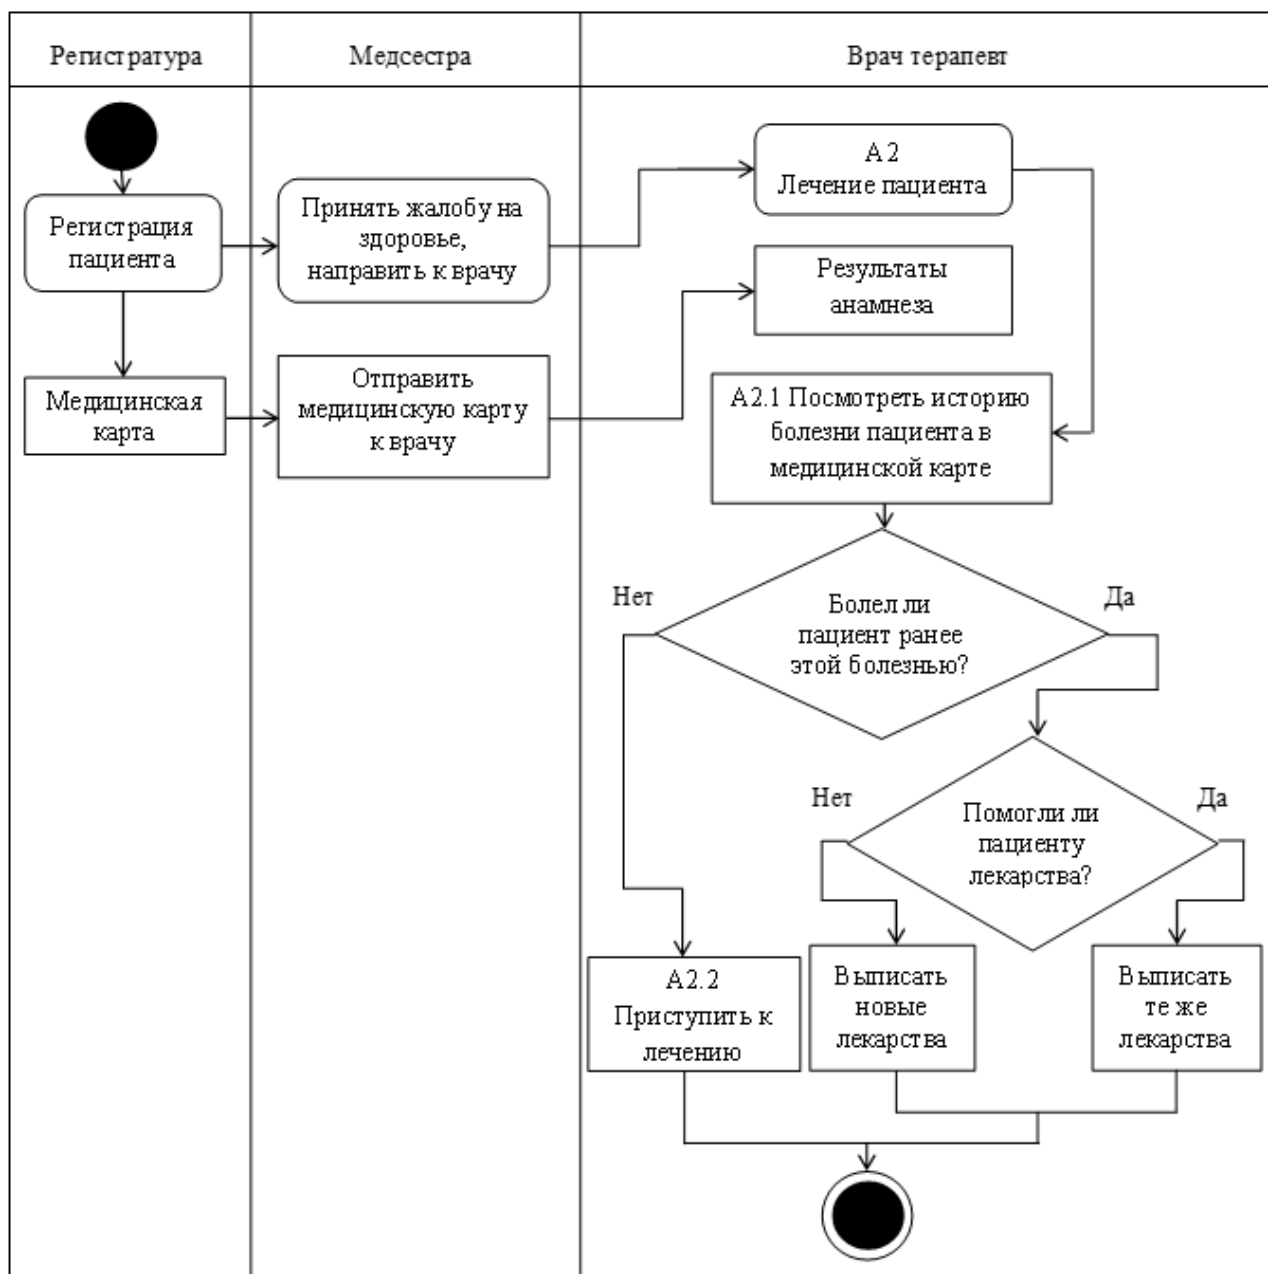 Регистратура
Медсестра
Врач терапевт
Регистрация
пациента
Принять жалобу на
здоровье,
направить к врачу
А2
Лечение пациента
Результаты
анамнеза
Медицинская
карта
Отправить
медицинскую карту
к врачу
А2.1 Посмотреть историю
болезни пациента в
медицинской карте
Нет
Да
Болел ли
пациент ранее
этой болезнью?
Нет
Да
Помогли ли
пациенту
лекарства?
А2.2
Приступить к
лечению
Выписать
новые
лекарства
Выписать
те же
лекарства